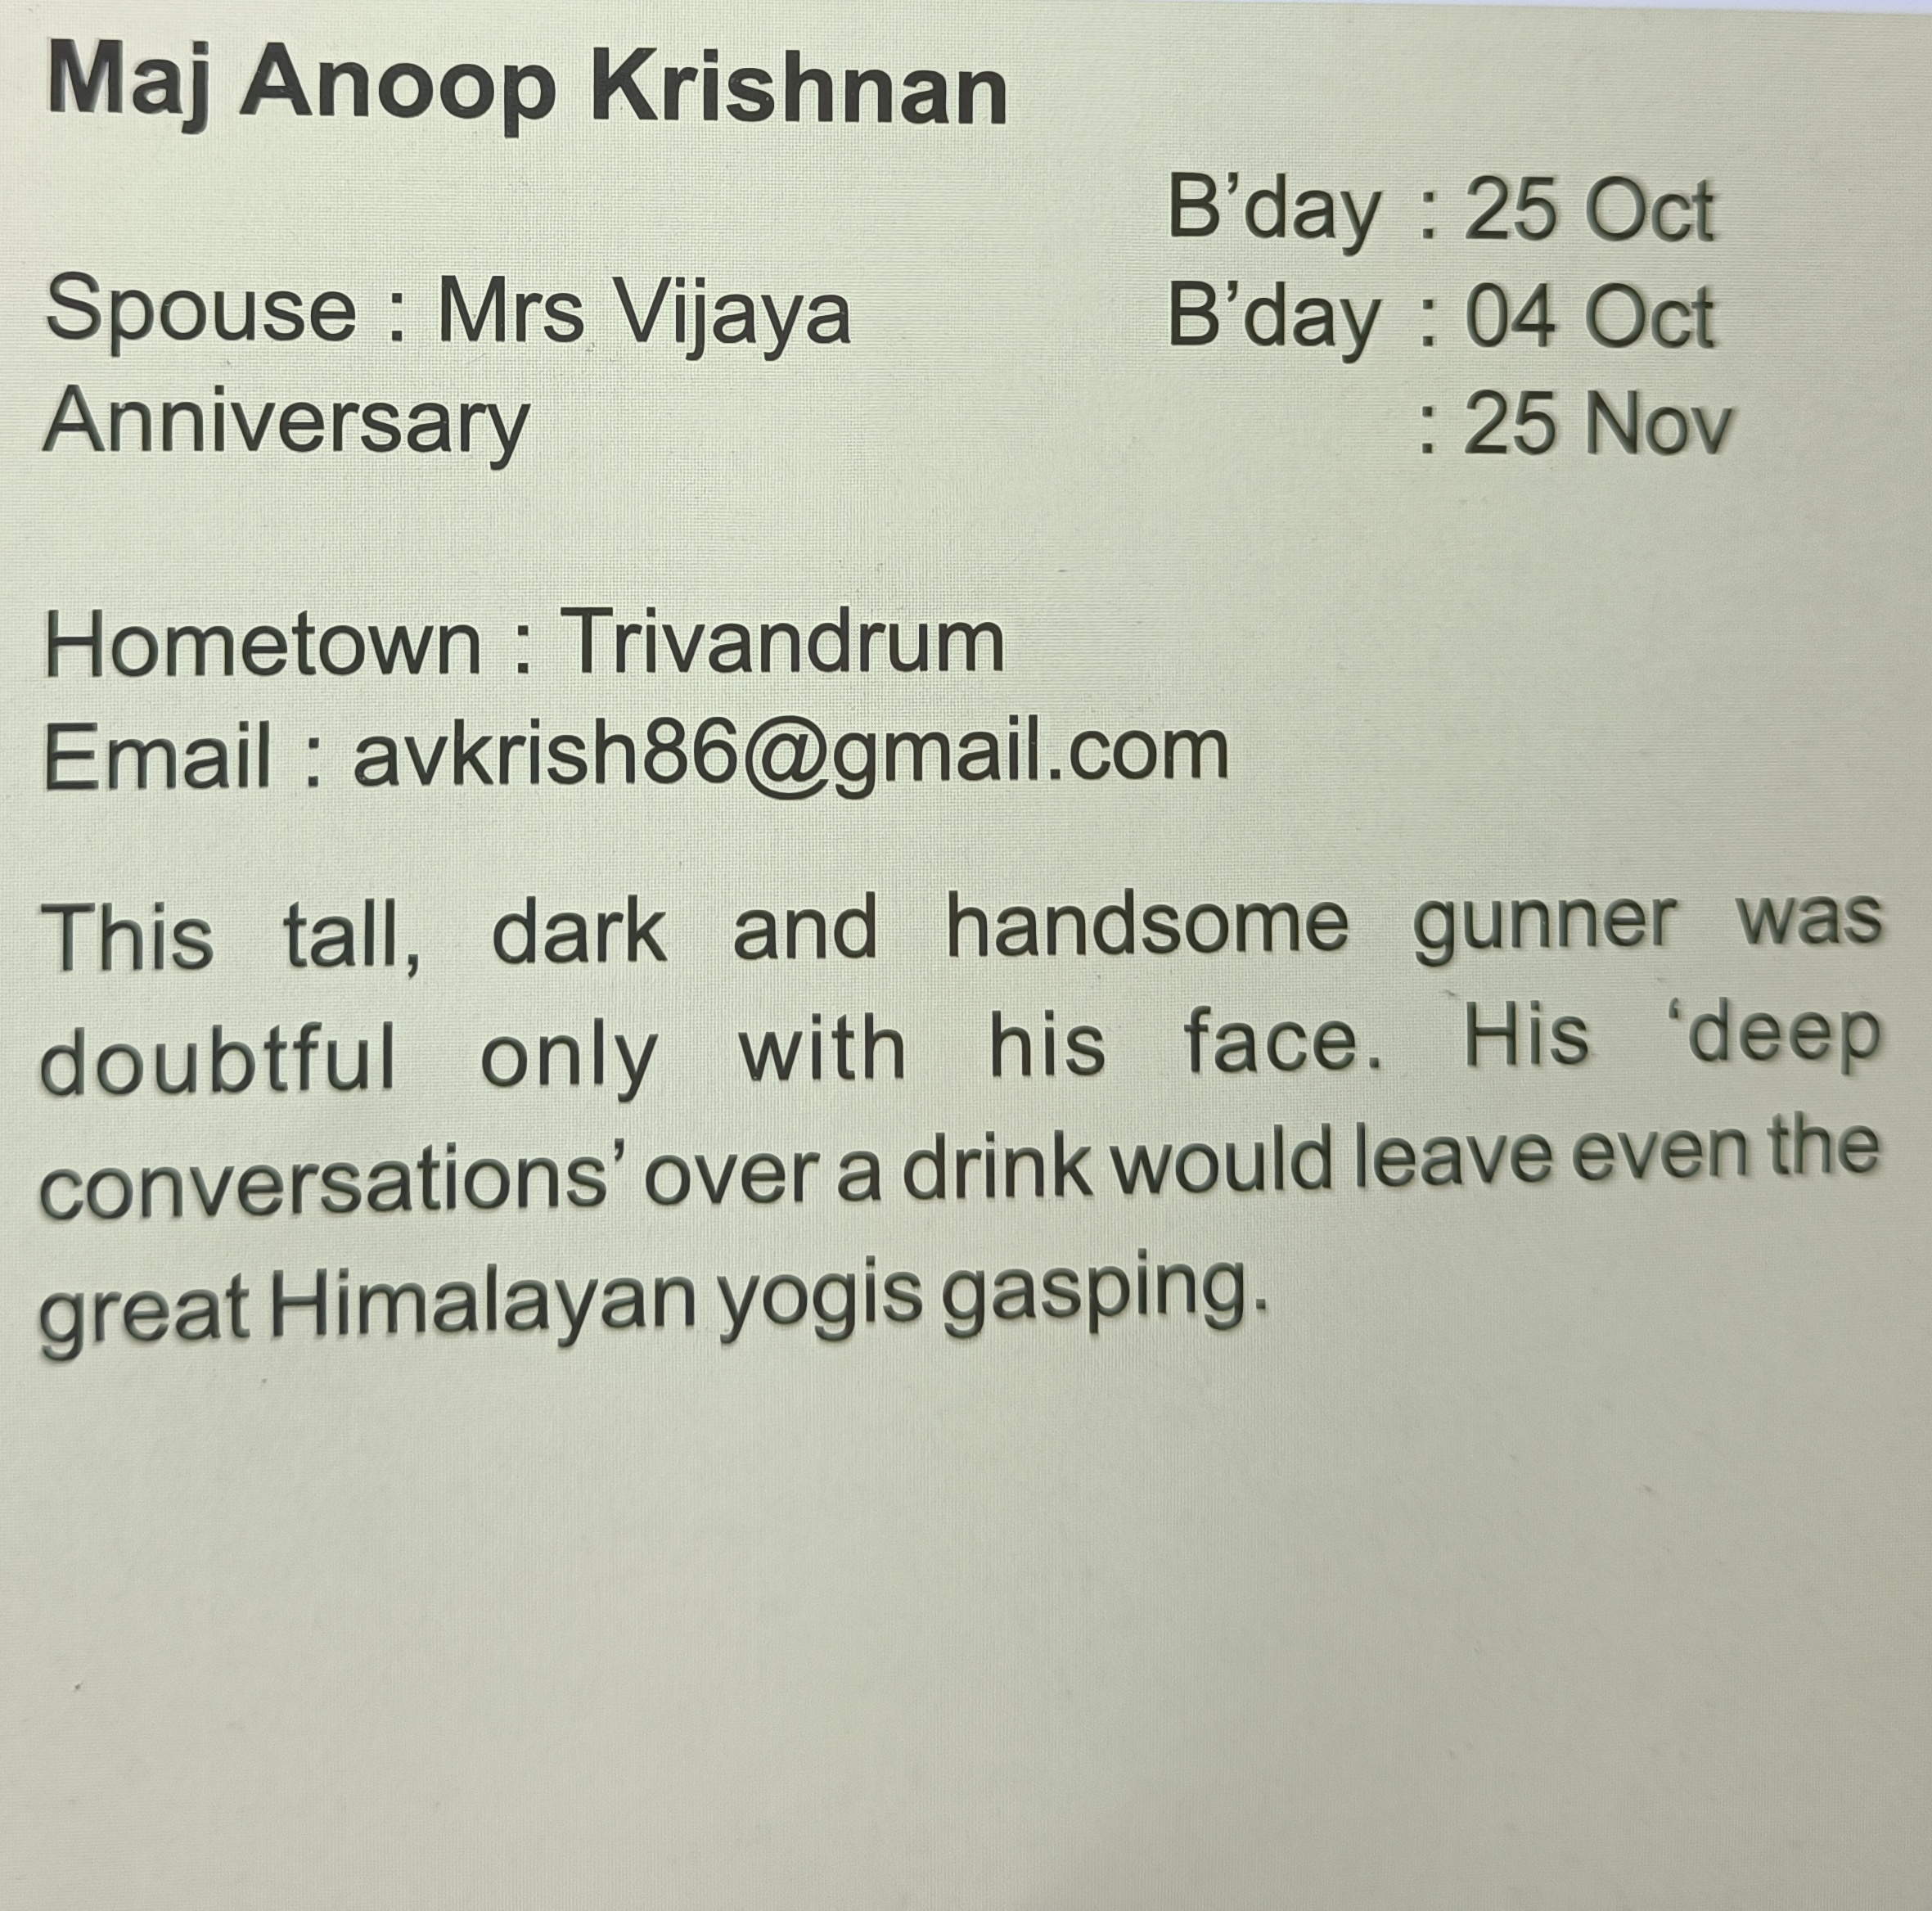 Maj Anoop Krishnan
B’day : 25 Oct
Spouse : Mrs Vijaya B’day : 04 Oct
Anniversary : 25 Nov
Hometown : Trivandrum
Email : avkrish86@gmail.com
This tall, dark and handsome gunner was
doubtful only with his face. His ‘deep
conversations’ over a drink would leave even the
great Himalayan yogis gasping.